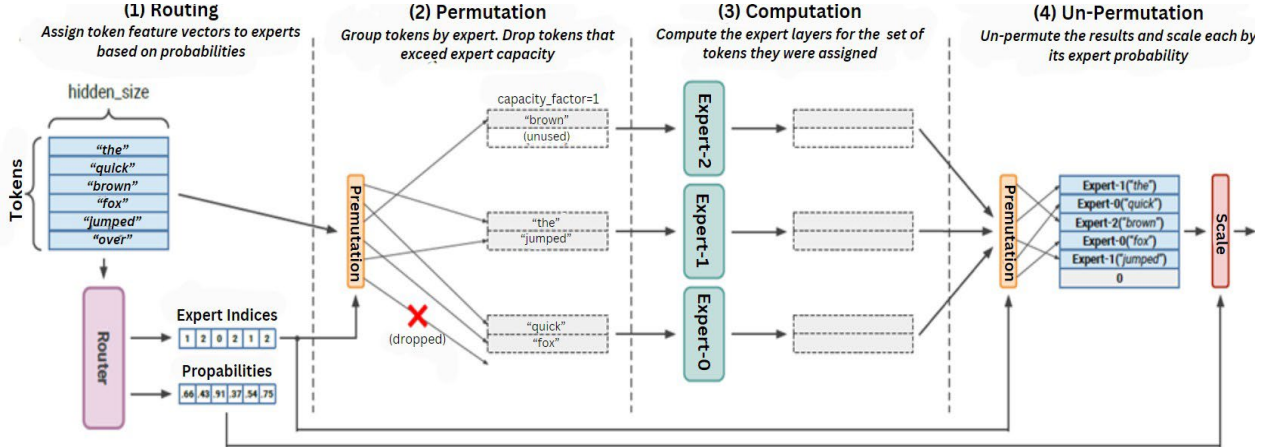 (1) Routing
Assign token feature vectors to experts
based on probabilities
hidden_size
Tokens
“the”
“quick”
“brown”
“fox”
“jumped”
“over”
Router
Expert Indices
1 2 0 2 1 2
Propabilities
.66 .43 .91 .37 .54 .75
(2) Permutation
Group tokens by expert. Drop tokens that
exceed expert capacity
Premutation
capacity_factor=1
“brown”
(unused)
“the”
“jumped”
“quick”
“fox”
(dropped)
(3) Computation
Compute the expert layers for the set of
tokens they were assigned
Expert-2
Expert-1
Expert-0
(4) Un-Permutation
Un-permute the results and scale each by
its expert probability
Premutation
Expert-1("the")
Expert-0("quick")
Expert-2("brown")
Expert-0("fox")
Expert-1("jumped")
0
Scale